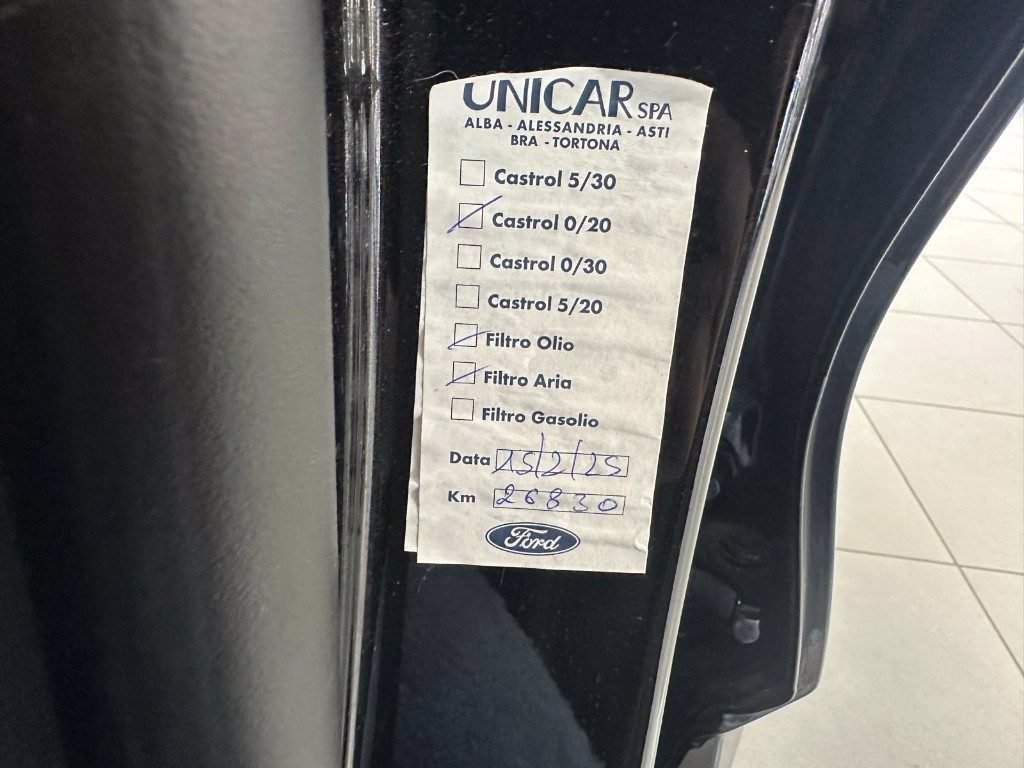 UNICAR SPA
ALBA - ALESSANDRIA - ASTI
BRA - TORTONA
Castrol 5/30
Castrol 0/20
Castrol 0/30
Castrol 5/20
Filtro Olio
Filtro Aria
Filtro Gasolio
Data 15/2/25
Km 26830
Ford